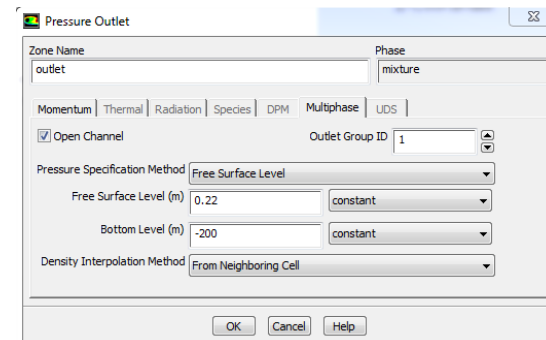 Pressure Outlet
Zone Name Phase
outlet mixture
Momentum Thermal Radiation Species DPM Multiphase UDS
Open Channel Outlet Group ID 1
Pressure Specification Method Free Surface Level
Free Surface Level (m) 0.22 constant
Bottom Level (m) -200 constant
Density Interpolation Method From Neighboring Cell
OK Cancel Help